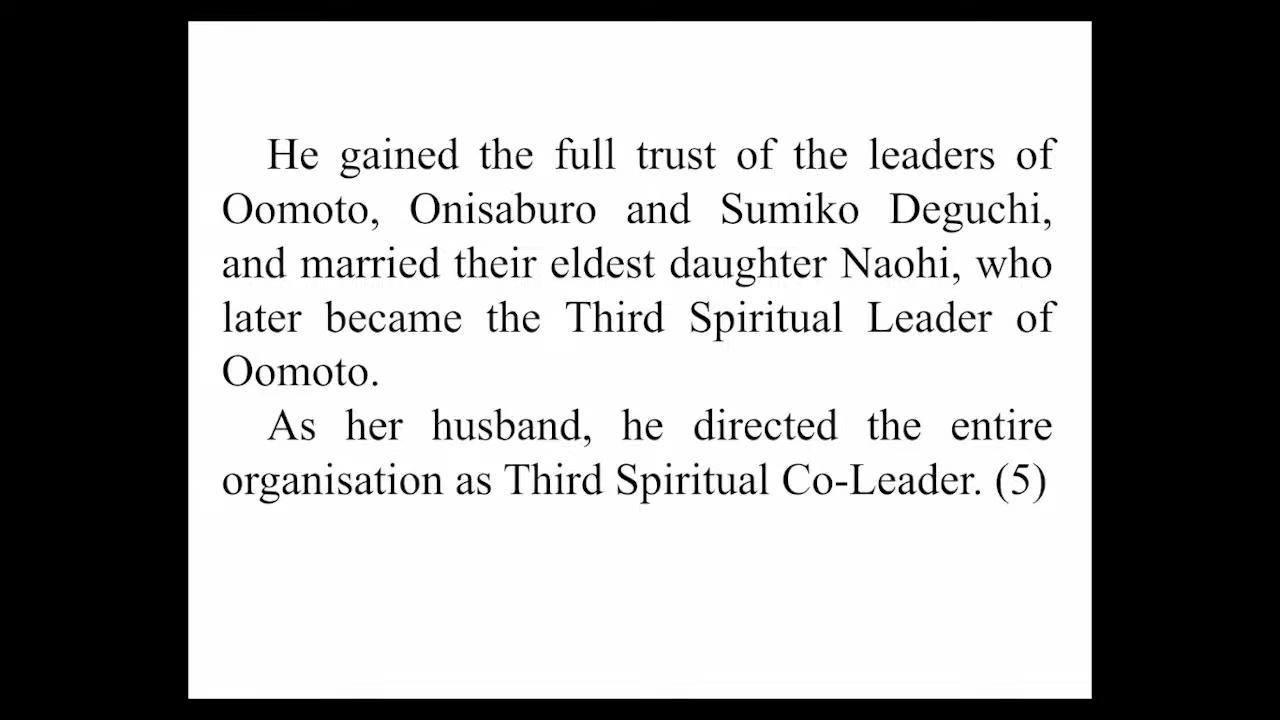 He gained the full trust of the leaders of
Oomoto, Onisaburo and Sumiko Deguchi,
and married their eldest daughter Naohi, who
later became the Third Spiritual Leader of
Oomoto.
As her husband, he directed the entire
organisation as Third Spiritual Co-Leader. (5)